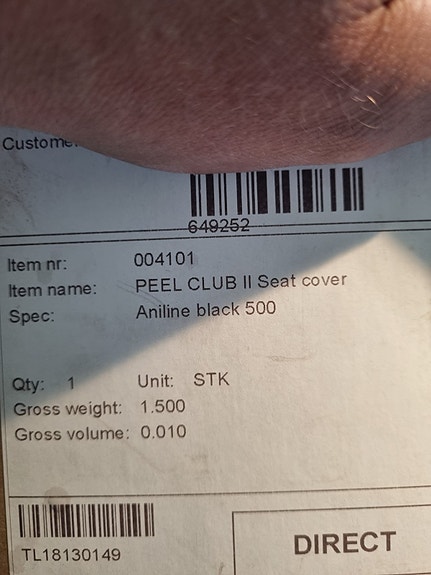 Custome
649252
Item nr: 004101
Item name: PEEL CLUB II Seat cover
Spec: Aniline black 500
Qty: 1 Unit: STK
Gross weight: 1.500
Gross volume: 0.010
TL18130149
DIRECT